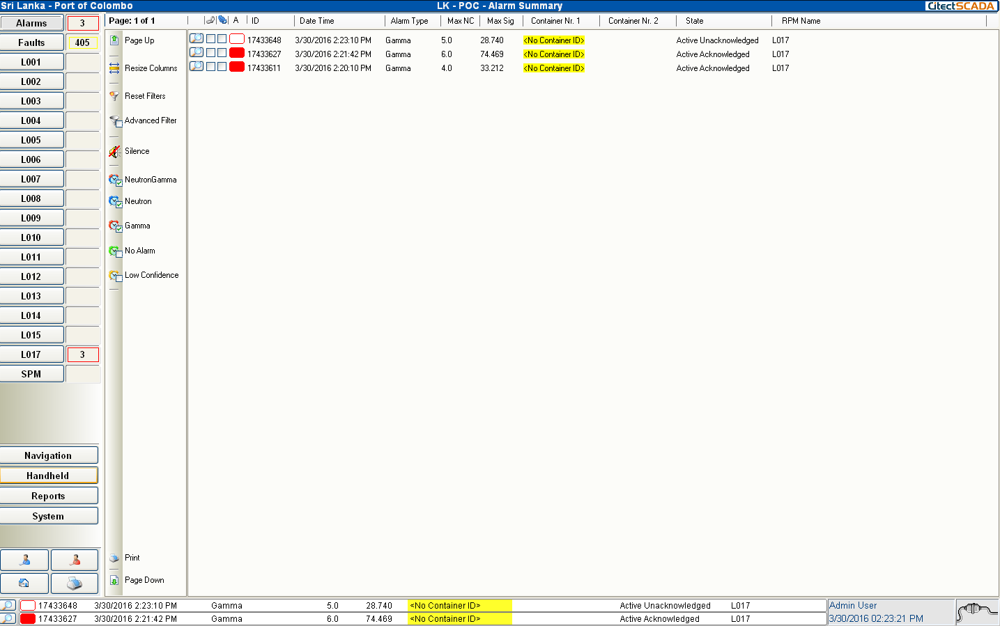 Sri Lanka - Port of Colombo LK - POC - Alarm Summary CitectSCADA
Alarms 3
Faults 405
L001
L002
L003
L004
L005
L006
L007
L008
L009
L010
L011
L012
L013
L014
L015
L017 3
SPM
Navigation
Handheld
Reports
System
Page: 1 of 1
Page Up
Resize Columns
Reset Filters
Advanced Filter
Silence
NeutronGamma
Neutron
Gamma
No Alarm
Low Confidence
Print
Page Down
A ID Date Time Alarm Type Max NC Max Sig Container Nr. 1 Container Nr. 2 State RPM Name
17433648 3/30/2016 2:23:10 PM Gamma 5.0 28.740 <No Container ID> Active Unacknowledged L017
17433627 3/30/2016 2:21:42 PM Gamma 6.0 74.469 <No Container ID> Active Acknowledged L017
17433611 3/30/2016 2:20:10 PM Gamma 4.0 33.212 <No Container ID> Active Acknowledged L017
17433648 3/30/2016 2:23:10 PM Gamma 5.0 28.740 <No Container ID> Active Unacknowledged L017
17433627 3/30/2016 2:21:42 PM Gamma 6.0 74.469 <No Container ID> Active Acknowledged L017
Admin User
3/30/2016 02:23:21 PM